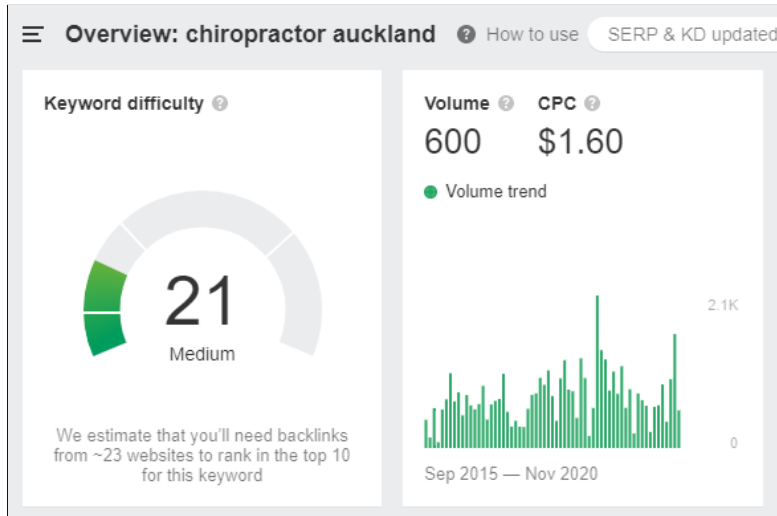 Overview: chiropractor auckland
How to use
SERP & KD updated
Keyword difficulty
21
Medium
We estimate that you'll need backlinks
from ~23 websites to rank in the top 10
for this keyword
Volume CPC
600 $1.60
Volume trend
2.1K
0
Sep 2015 — Nov 2020